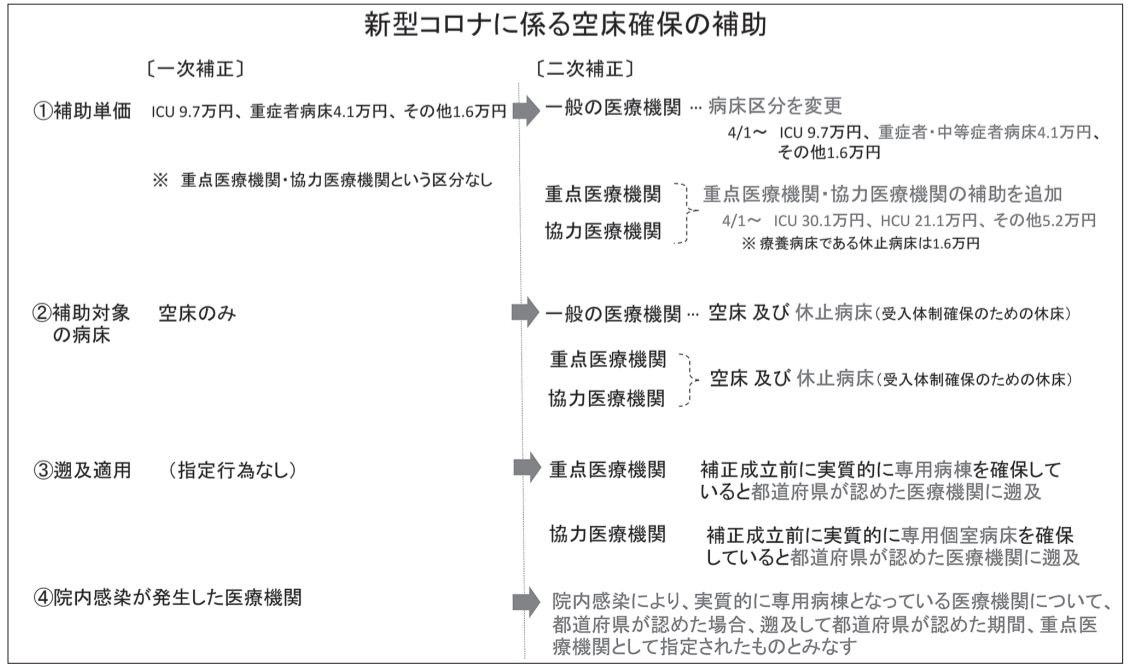 新型コロナに係る空床確保の補助
〔一次補正〕
〔二次補正〕
①補助単価 ICU 9.7万円、重症者病床4.1万円、その他1.6万円
※ 重点医療機関・協力医療機関という区分なし
一般の医療機関 … 病床区分を変更
4/1～ ICU 9.7万円、重症者・中等症者病床4.1万円、
その他1.6万円
重点医療機関
協力医療機関
重点医療機関・協力医療機関の補助を追加
4/1～ ICU 30.1万円、HCU 21.1万円、その他5.2万円
※ 療養病床である休止病床は1.6万円
②補助対象 空床のみ
の病床
一般の医療機関 … 空床 及び 休止病床（受入体制確保のための休床）
重点医療機関
協力医療機関
空床 及び 休止病床（受入体制確保のための休床）
③遡及適用 （指定行為なし）
重点医療機関 補正成立前に実質的に専用病棟を確保して
いると都道府県が認めた医療機関に遡及
協力医療機関 補正成立前に実質的に専用個室病床を確保
していると都道府県が認めた医療機関に遡及
④院内感染が発生した医療機関
院内感染により、実質的に専用病棟となっている医療機関について、
都道府県が認めた場合、遡及して都道府県が認めた期間、重点医
療機関として指定されたものとみなす